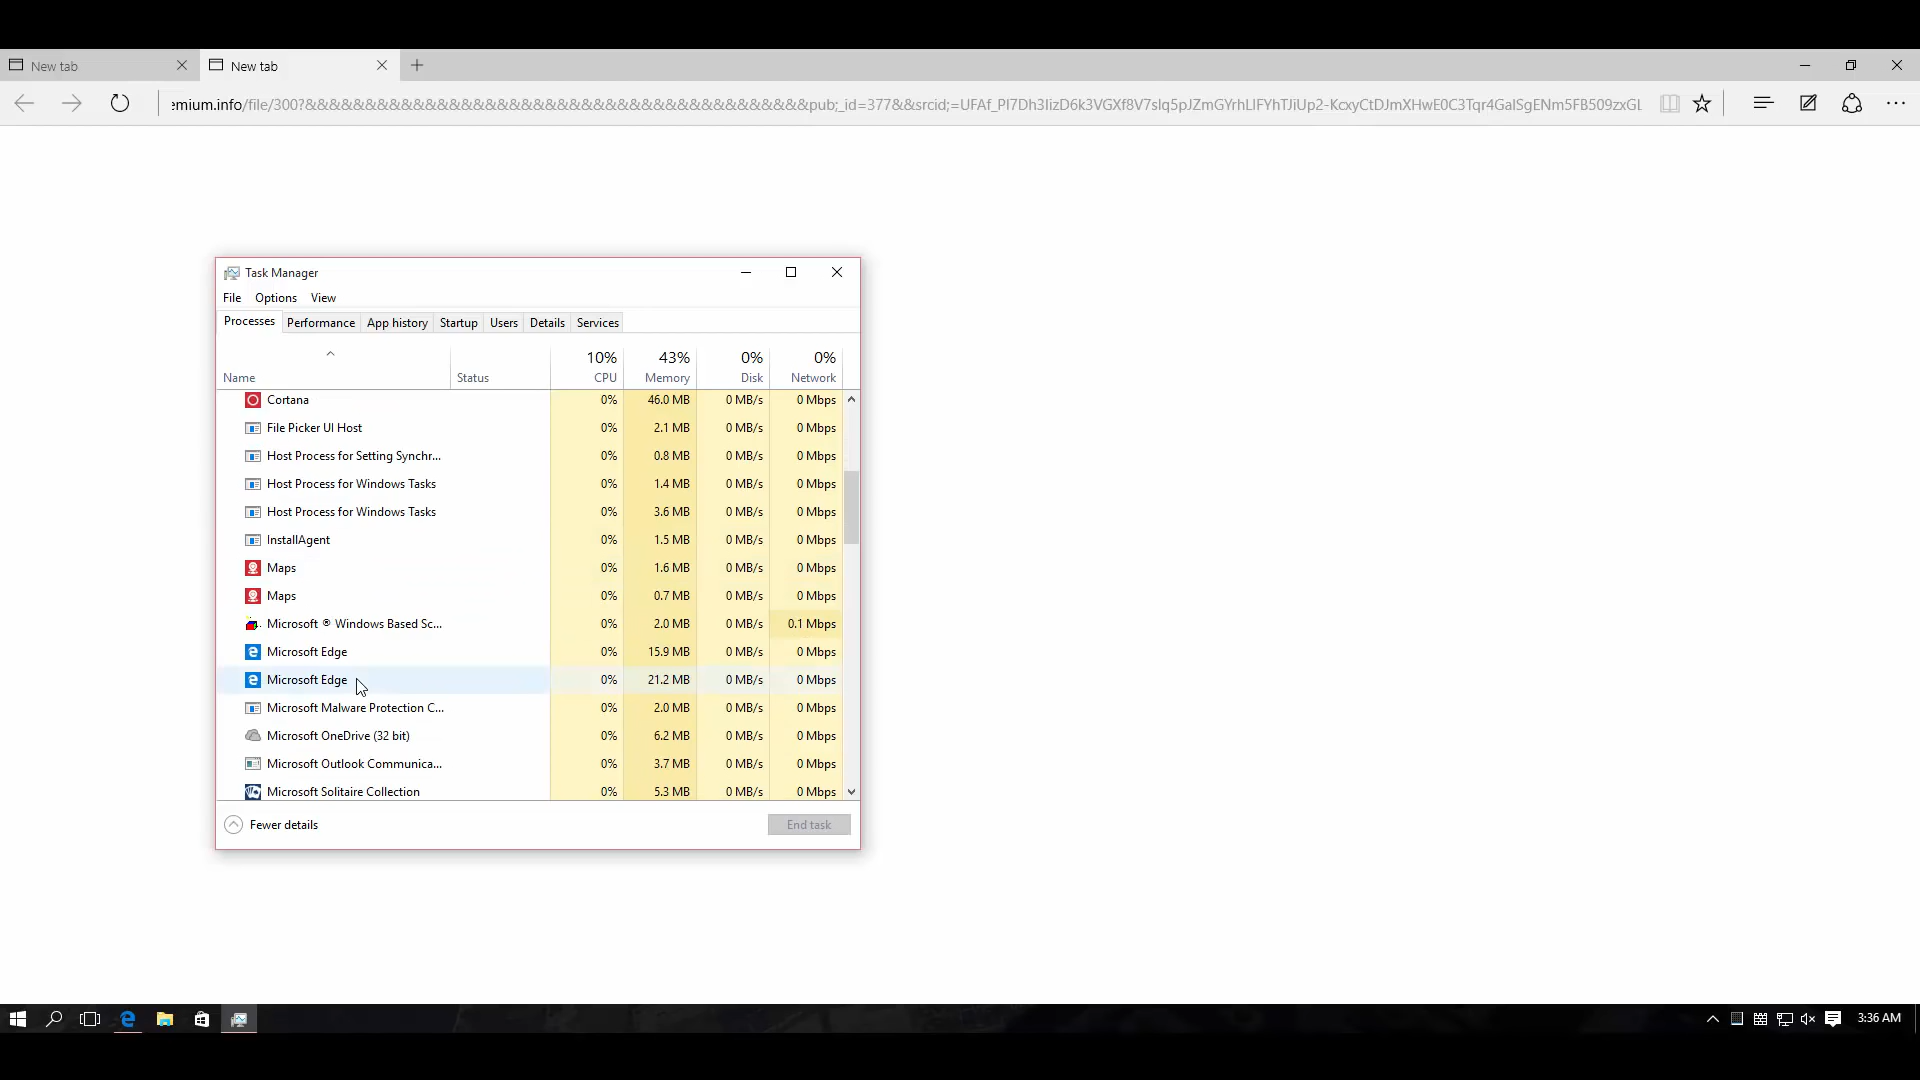 New tab
New tab
emium.info/file/300?
Task Manager
File Options View
Processes Performance App history Startup Users Details Services
10% 43% 0% 0%
Name Status CPU Memory Disk Network
Cortana 0% 46.0 MB 0 MB/s 0 Mbps
File Picker UI Host 0% 2.1 MB 0 MB/s 0 Mbps
Host Process for Setting Synchr... 0% 0.8 MB 0 MB/s 0 Mbps
Host Process for Windows Tasks 0% 1.4 MB 0 MB/s 0 Mbps
Host Process for Windows Tasks 0% 3.6 MB 0 MB/s 0 Mbps
InstallAgent 0% 1.5 MB 0 MB/s 0 Mbps
Maps 0% 1.6 MB 0 MB/s 0 Mbps
Maps 0% 0.7 MB 0 MB/s 0 Mbps
Microsoft ® Windows Based Sc... 0% 2.0 MB 0 MB/s 0.1 Mbps
Microsoft Edge 0% 15.9 MB 0 MB/s 0 Mbps
Microsoft Edge 0% 21.2 MB 0 MB/s 0 Mbps
Microsoft Malware Protection C... 0% 2.0 MB 0 MB/s 0 Mbps
Microsoft OneDrive (32 bit) 0% 6.2 MB 0 MB/s 0 Mbps
Microsoft Outlook Communica... 0% 3.7 MB 0 MB/s 0 Mbps
Microsoft Solitaire Collection 0% 5.3 MB 0 MB/s 0 Mbps
Fewer details End task
3:36 AM